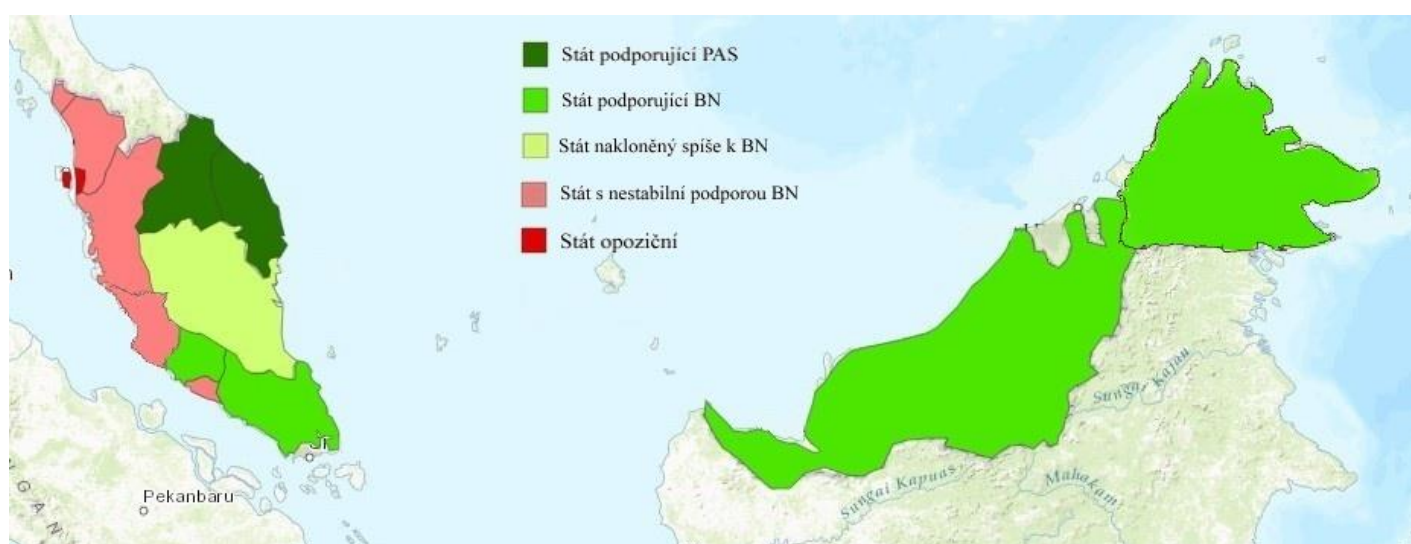 Stát podporující PAS
Stát podporující BN
Stát nakloněný spíše k BN
Stát s nestabilní podporou BN
Stát opoziční
Sungai Kapuas
Mahakam
Pekanbaru